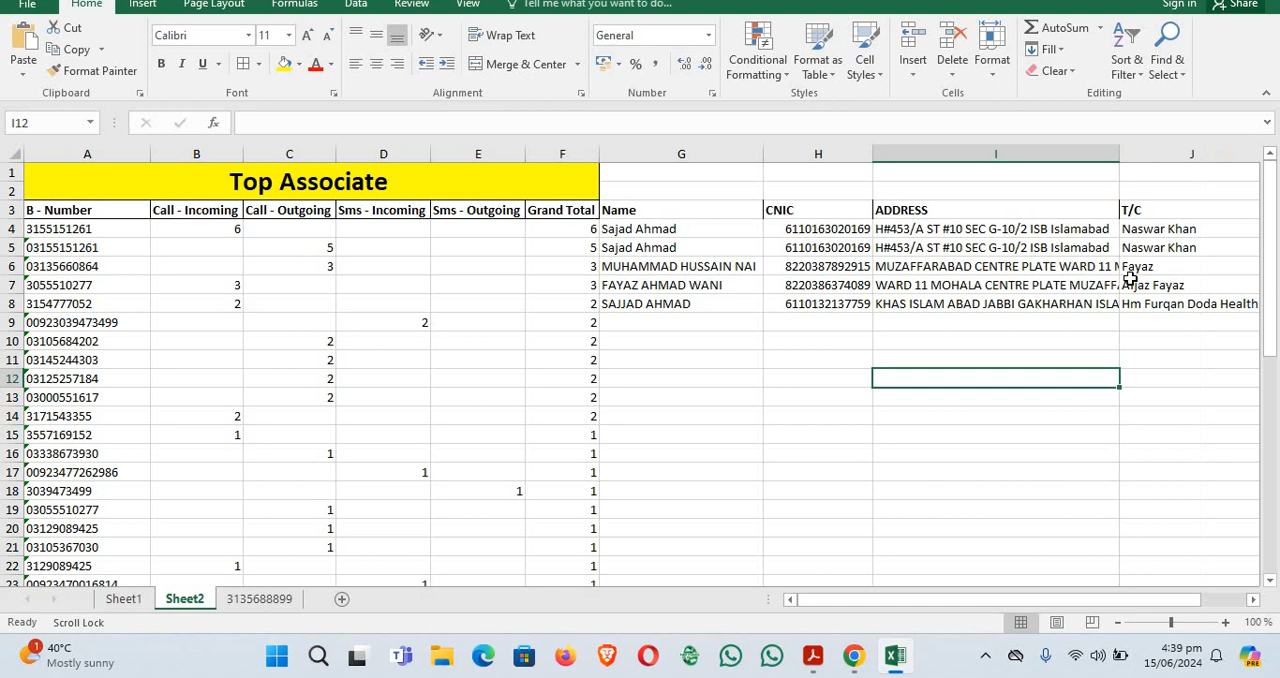 File Home Insert Page Layout Formulas Data Review View Tell me what you want to do... Sign in Share
Paste Cut Copy Format Painter Calibri 11 B I U Wrap Text Merge & Center General % Conditional Formatting Format as Table Cell Styles Insert Delete Format AutoSum Fill Clear Sort & Filter Find & Select
Clipboard Font Alignment Number Styles Cells Editing
I12 fx
A B C D E F G H I J
1
2 Top Associate
3 B - Number Call - Incoming Call - Outgoing Sms - Incoming Sms - Outgoing Grand Total Name CNIC ADDRESS T/C
4 3155151261 6 6 Sajad Ahmad 6110163020169 H#453/A ST #10 SEC G-10/2 ISB Islamabad Naswar Khan
5 03155151261 5 5 Sajad Ahmad 6110163020169 H#453/A ST #10 SEC G-10/2 ISB Islamabad Naswar Khan
6 03135660864 3 3 MUHAMMAD HUSSAIN NAI 8220387892915 MUZAFFARABAD CENTRE PLATE WARD 11 Fayaz
7 3055510277 3 3 FAYAZ AHMAD WANI 8220386374089 WARD 11 MOHALA CENTRE PLATE MUZAFFA Fayaz
8 3154777052 2 2 SAJJAD AHMAD 6110132137759 KHAS ISLAM ABAD JABBI GAKHARHAN ISLA Hm Furqan Doda Health
9 00923039473499 2 2
10 03105684202 2 2
11 03145244303 2 2
12 03125257184 2 2
13 03000551617 2 2
14 3171543355 2 2
15 3557169152 1 1
16 03338673930 1 1
17 00923477262986 1 1
18 3039473499 1 1
19 03055510277 1 1
20 03129089425 1 1
21 03105367030 1 1
22 3129089425 1 1
23 00923470016814 1 1
Sheet1 Sheet2 3135688899
Ready Scroll Lock 100 %
1 40°C Mostly sunny 4:39 pm 15/06/2024